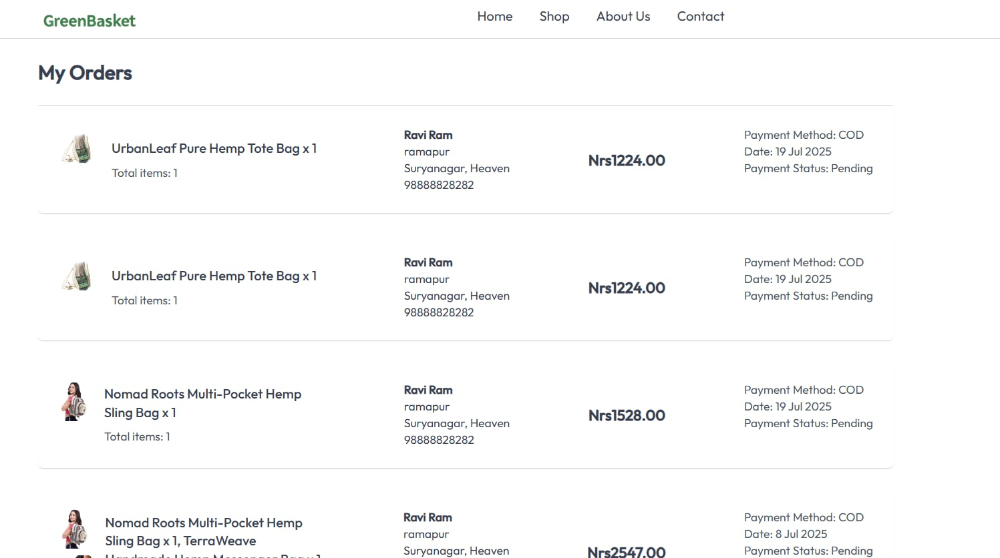 GreenBasket
Home Shop About Us Contact
My Orders
UrbanLeaf Pure Hemp Tote Bag x 1
Total items: 1
Ravi Ram
ramapur
Suryanagar, Heaven
98888828282
Nrs1224.00
Payment Method: COD
Date: 19 Jul 2025
Payment Status: Pending
UrbanLeaf Pure Hemp Tote Bag x 1
Total items: 1
Ravi Ram
ramapur
Suryanagar, Heaven
98888828282
Nrs1224.00
Payment Method: COD
Date: 19 Jul 2025
Payment Status: Pending
Nomad Roots Multi-Pocket Hemp
Sling Bag x 1
Total items: 1
Ravi Ram
ramapur
Suryanagar, Heaven
98888828282
Nrs1528.00
Payment Method: COD
Date: 19 Jul 2025
Payment Status: Pending
Nomad Roots Multi-Pocket Hemp
Sling Bag x 1, TerraWeave
Handmade Hemp Messenger Bag x 1
Ravi Ram
ramapur
Suryanagar, Heaven
Nrs2547.00
Payment Method: COD
Date: 8 Jul 2025
Payment Status: Pending